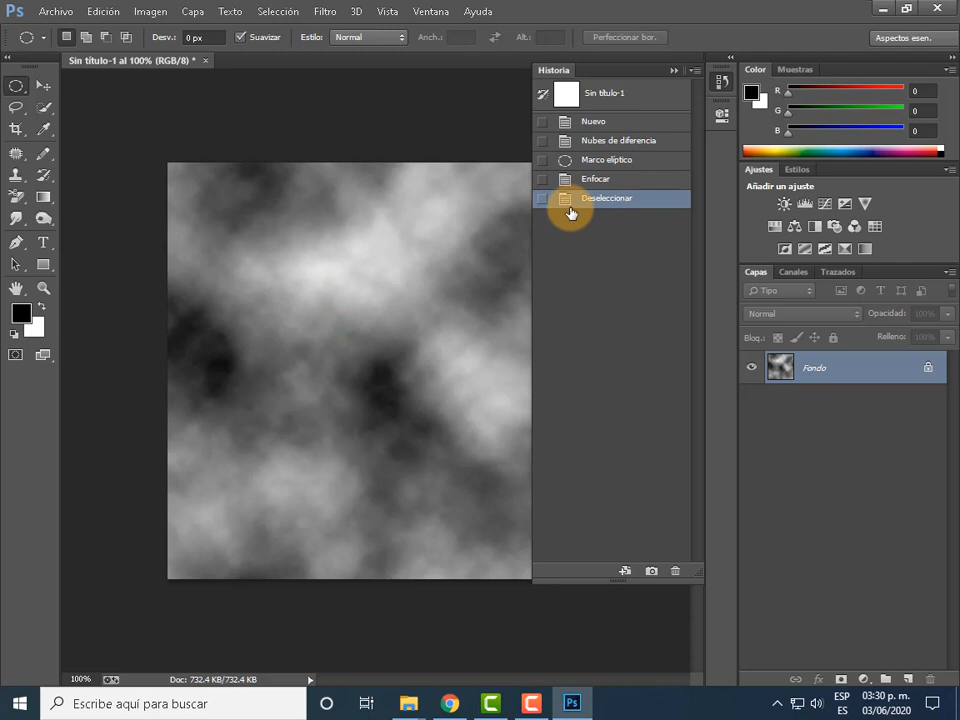 Ps Archivo Edición Imagen Capa Texto Selección Filtro 3D Vista Ventana Ayuda
Desv.: 0 px Suavizar Estilo: Normal Anch.: Alt.: Perfeccionar bor. Aspectos esen.
Sin título-1 al 100% (RGB/8) * ×
Historia
Sin título-1
Nuevo
Nubes de diferencia
Marco elíptico
Enfocar
Deseleccionar
Color Muestras
R 0
G 0
B 0
Ajustes Estilos
Añadir un ajuste
Capas Canales Trazados
Tipo
Normal Opacidad: 100%
Bloq.: Relleno: 100%
Fondo
100% Doc: 732.4 KB/732.4 KB
Escribe aquí para buscar
ESP 03:30 p. m.
ES 03/06/2020